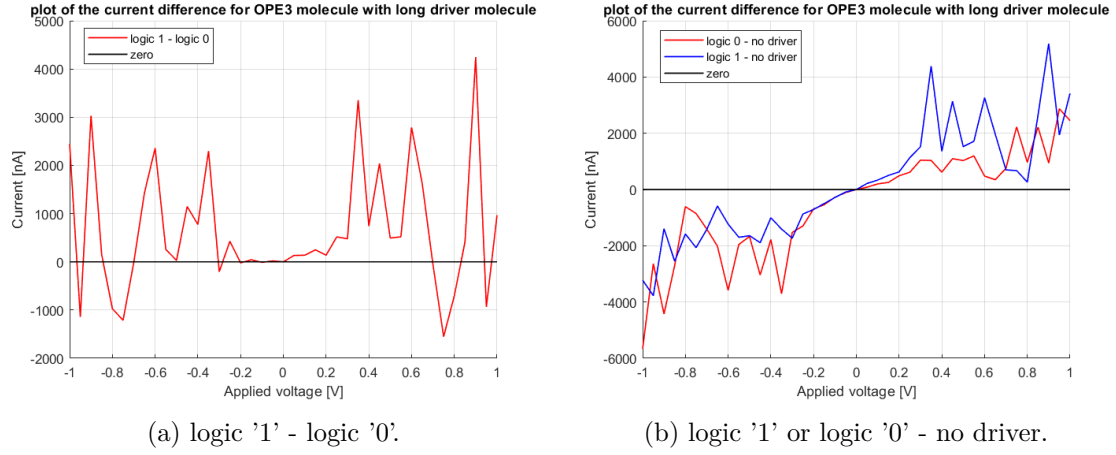 plot of the current difference for OPE3 molecule with long driver molecule
5000
4000
3000
2000
1000
0
-1000
-2000
Current [nA]
logic 1 - logic 0
zero
-1 -0.8 -0.6 -0.4 -0.2 0 0.2 0.4 0.6 0.8 1
Applied voltage [V]
(a) logic '1' - logic '0'.
plot of the current difference for OPE3 molecule with long driver molecule
6000
4000
2000
0
-2000
-4000
-6000
Current [nA]
logic 0 - no driver
logic 1 - no driver
zero
-1 -0.8 -0.6 -0.4 -0.2 0 0.2 0.4 0.6 0.8 1
Applied voltage [V]
(b) logic '1' or logic '0' - no driver.